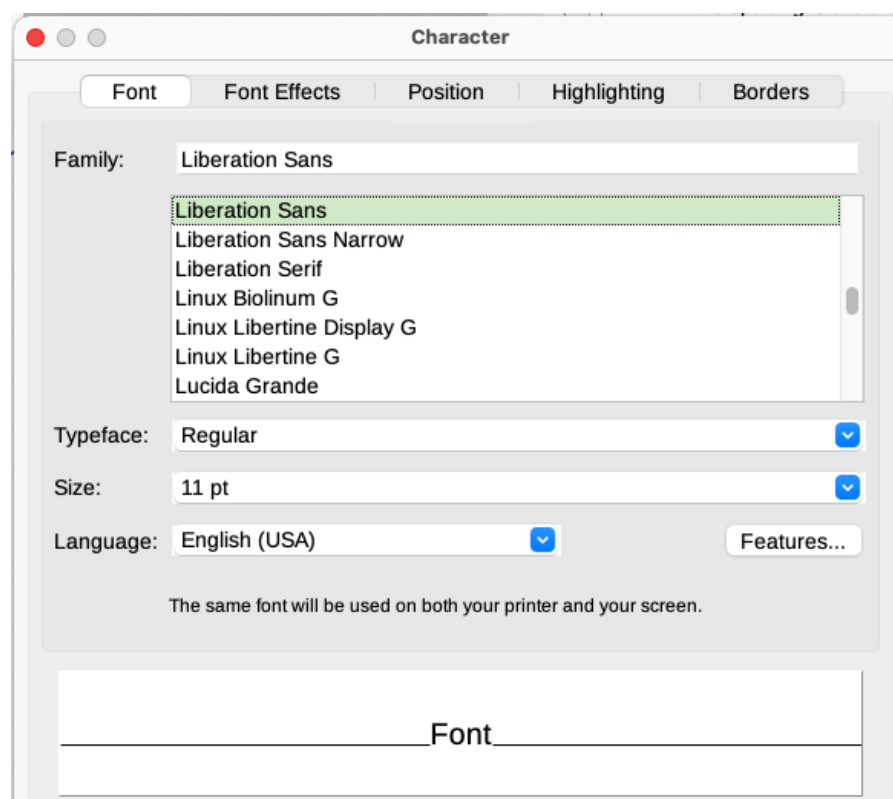 Character
Font Font Effects Position Highlighting Borders
Family: Liberation Sans
Liberation Sans
Liberation Sans Narrow
Liberation Serif
Linux Biolinum G
Linux Libertine Display G
Linux Libertine G
Lucida Grande
Typeface: Regular
Size: 11 pt
Language: English (USA) Features...
The same font will be used on both your printer and your screen.
Font